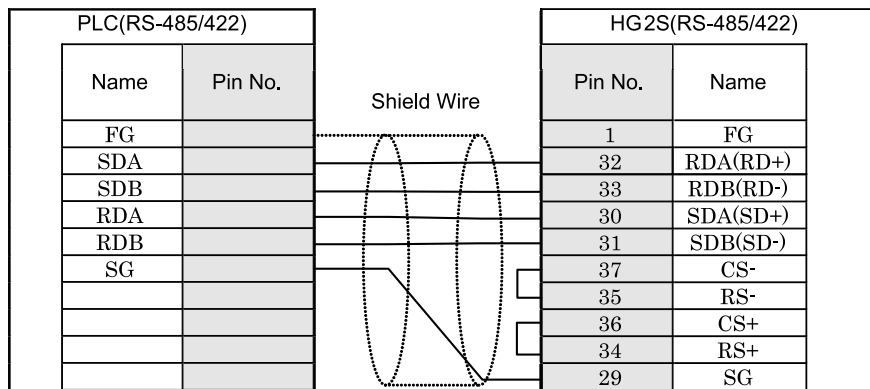 PLC(RS-485/422) HG2S(RS-485/422)
Name Pin No. Shield Wire Pin No. Name
FG 1 FG
SDA 32 RDA(RD+)
SDB 33 RDB(RD-)
RDA 30 SDA(SD+)
RDB 31 SDB(SD-)
SG 37 CS-
35 RS-
36 CS+
34 RS+
29 SG